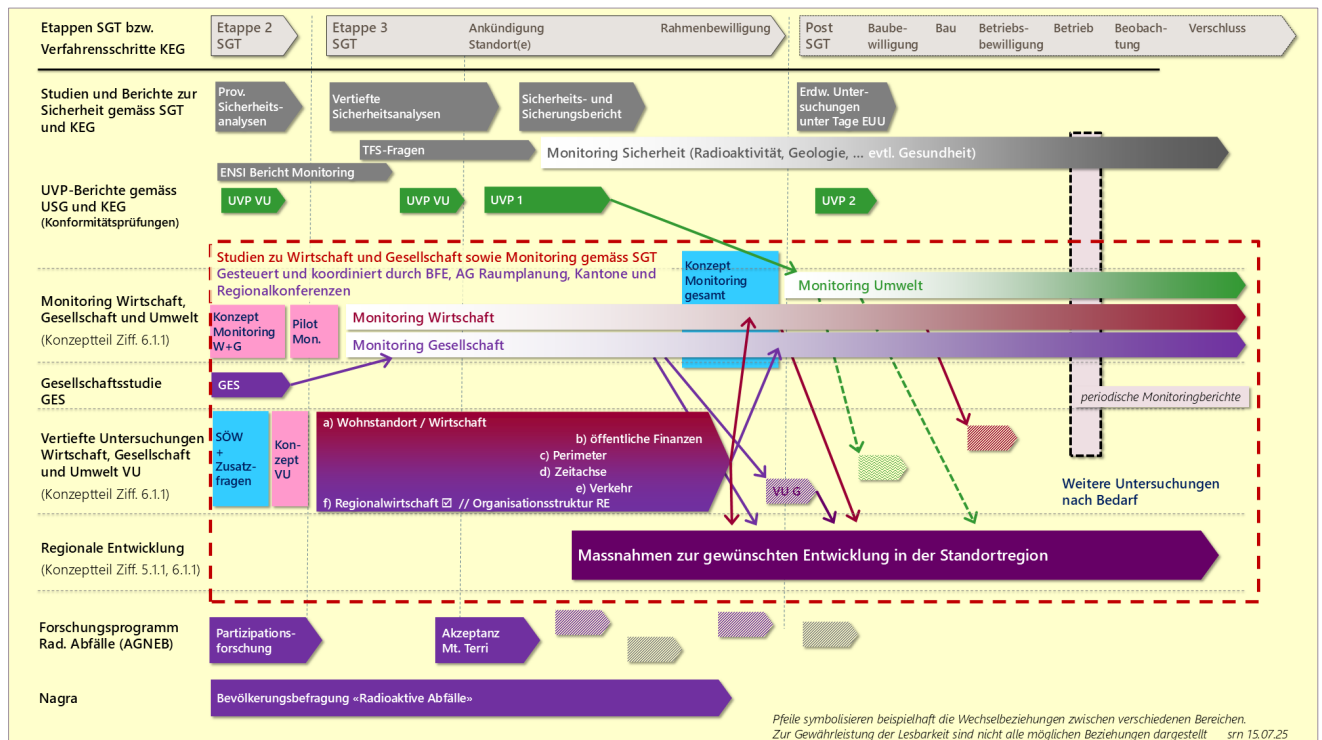 Etappen SGT bzw.
Verfahrensschritte KEG
Etappe 2
SGT
Etappe 3
SGT
Ankündigung
Standort(e)
Rahmenbewilligung
Post
SGT
Baube-
willigung
Bau
Betriebs-
bewilligung
Betrieb
Beobach-
tung
Verschluss
Studien und Berichte zur
Sicherheit gemäss SGT
und KEG
Prov.
Sicherheits-
analysen
Vertiefte
Sicherheitsanalysen
Sicherheits- und
Sicherungsbericht
Erdw. Unter-
suchungen
unter Tage EUU
TFS-Fragen
Monitoring Sicherheit (Radioaktivität, Geologie, ... evtl. Gesundheit)
ENSI Bericht Monitoring
UVP-Berichte gemäss
USG und KEG
(Konformitätsprüfungen)
UVP VU
UVP VU
UVP 1
UVP 2
Studien zu Wirtschaft und Gesellschaft sowie Monitoring gemäss SGT
Gesteuert und koordiniert durch BFE, AG Raumplanung, Kantone und
Regionalkonferenzen
Konzept
Monitoring
gesamt
Monitoring Umwelt
Monitoring Wirtschaft,
Gesellschaft und Umwelt
(Konzeptteil Ziff. 6.1.1)
Konzept
Monitoring
W+G
Pilot
Mon.
Monitoring Wirtschaft
Monitoring Gesellschaft
Gesellschaftsstudie
GES
GES
periodische Monitoringberichte
Vertiefte Untersuchungen
Wirtschaft, Gesellschaft
und Umwelt VU
(Konzeptteil Ziff. 6.1.1)
SÖW
+
Zusatz-
fragen
Kon-
zept
VU
a) Wohnstandort / Wirtschaft
b) öffentliche Finanzen
c) Perimeter
d) Zeitachse
e) Verkehr
f) Regionalwirtschaft ☑ // Organisationsstruktur RE
VU G
Weitere Untersuchungen
nach Bedarf
Regionale Entwicklung
(Konzeptteil Ziff. 5.1.1, 6.1.1)
Massnahmen zur gewünschten Entwicklung in der Standortregion
Forschungsprogramm
Rad. Abfälle (AGNEB)
Partizipations-
forschung
Akzeptanz
Mt. Terri
Nagra
Bevölkerungsbefragung «Radioaktive Abfälle»
Pfeile symbolisieren beispielhaft die Wechselbeziehungen zwischen verschiedenen Bereichen.
Zur Gewährleistung der Lesbarkeit sind nicht alle möglichen Beziehungen dargestellt srn 15.07.25